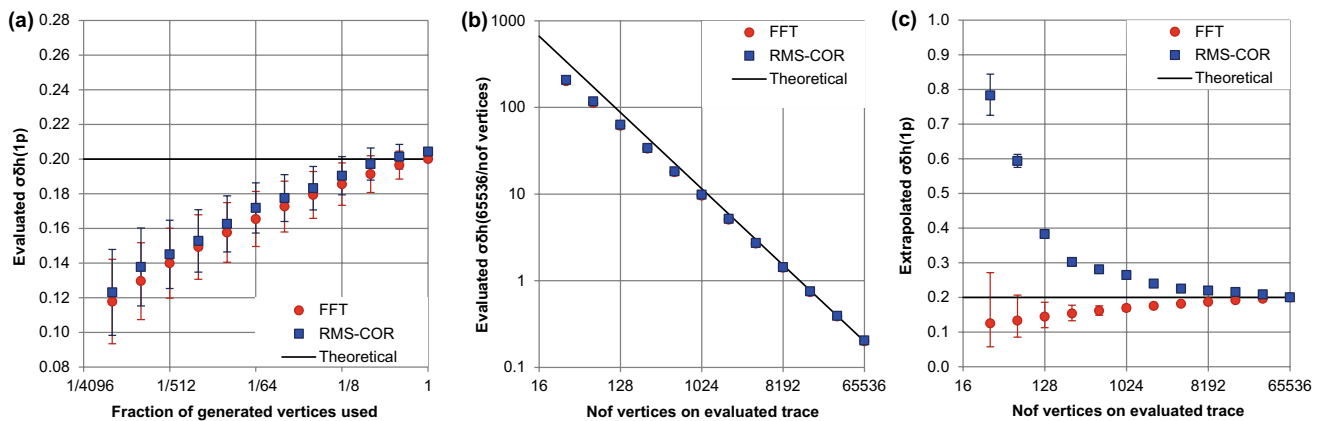 (a)
Evaluated σδh(1p)
0.28
0.26
0.24
0.22
0.20
0.18
0.16
0.14
0.12
0.10
0.08
1/4096
1/512
1/64
1/8
1
Fraction of generated vertices used
FFT
RMS-COR
Theoretical
(b)
Evaluated σδh(65536/nof vertices)
1000
100
10
1
0.1
16
128
1024
8192
65536
Nof vertices on evaluated trace
FFT
RMS-COR
Theoretical
(c)
Extrapolated σδh(1p)
1.0
0.9
0.8
0.7
0.6
0.5
0.4
0.3
0.2
0.1
0.0
16
128
1024
8192
65536
Nof vertices on evaluated trace
FFT
RMS-COR
Theoretical